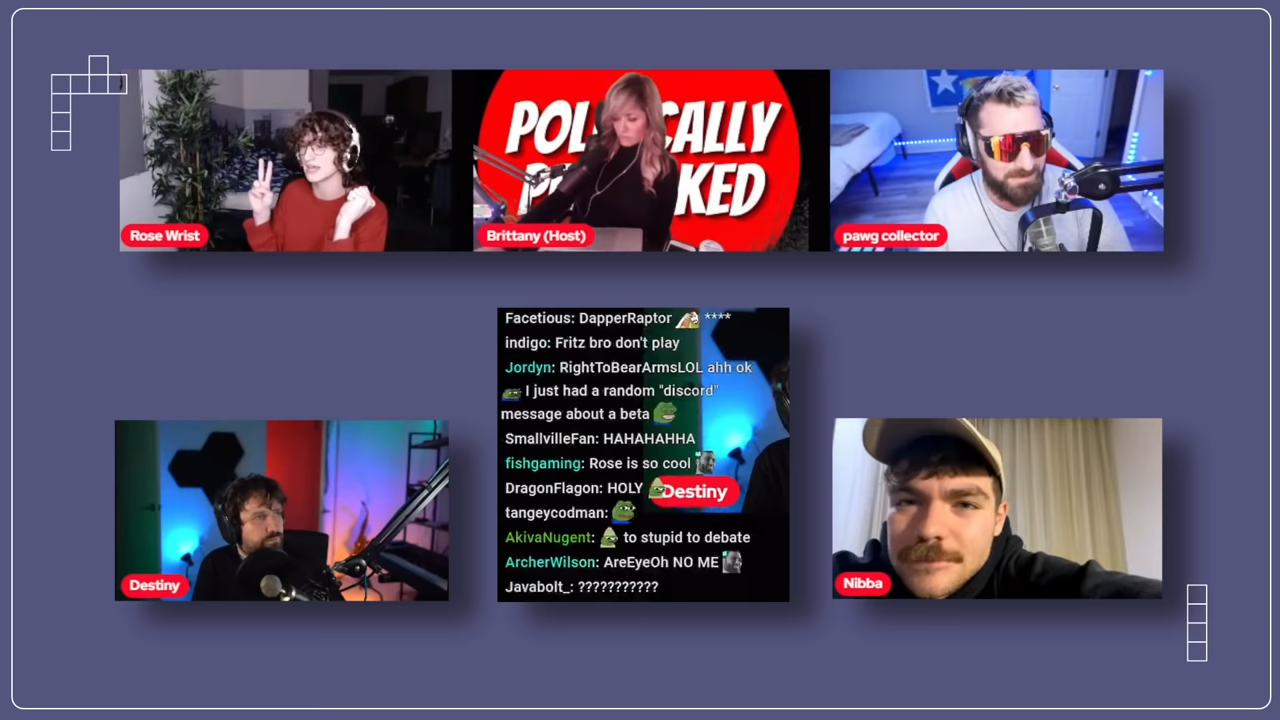 POL CALLY
P KED
Rose Wrist
Brittany (Host)
pawg collector
Facetious: DapperRaptor ****
indigo: Fritz bro don't play
Jordyn: RightToBearArmsLOL ahh ok
I just had a random "discord"
message about a beta
SmallvilleFan: HAHAHAHHA
fishgaming: Rose is so cool
DragonFlagon: HOLY
Destiny
tangeycodman:
AkivaNugent: to stupid to debate
ArcherWilson: AreEyeOh NO ME
Javabolt_: ???????????
Destiny
Nibba